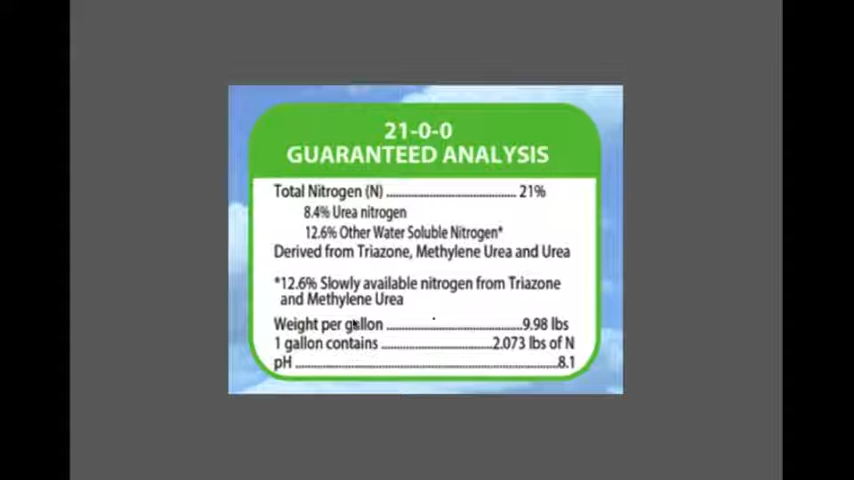 21-0-0
GUARANTEED ANALYSIS
Total Nitrogen (N) ........................................ 21%
8.4% Urea nitrogen
12.6% Other Water Soluble Nitrogen*
Derived from Triazone, Methylene Urea and Urea
*12.6% Slowly available nitrogen from Triazone
and Methylene Urea
Weight per gallon ........................................ 9.98 lbs
1 gallon contains ................................ 2.073 lbs of N
pH ................................................................ 8.1